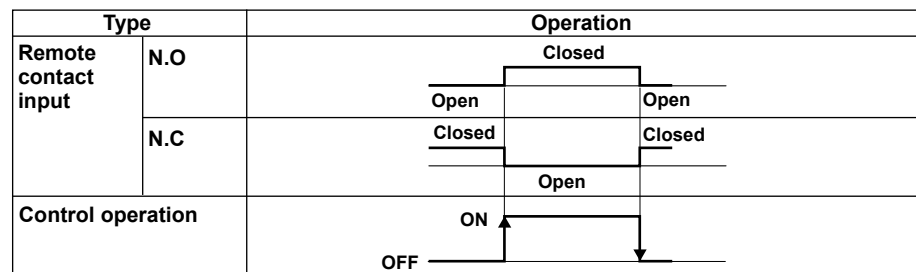 Type Operation
Remote contact input N.O Closed
Open Open
N.C Closed Closed
Open
Control operation ON
OFF